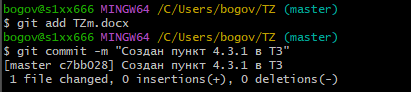 bogov@s1xx666 MINGW64 /C/Users/bogov/TZ (master)
$ git add TZm.docx
bogov@s1xx666 MINGW64 /C/Users/bogov/TZ (master)
$ git commit -m "Создан пункт 4.3.1 в ТЗ"
[master c7bb028] Создан пункт 4.3.1 в ТЗ
1 file changed, 0 insertions(+), 0 deletions(-)